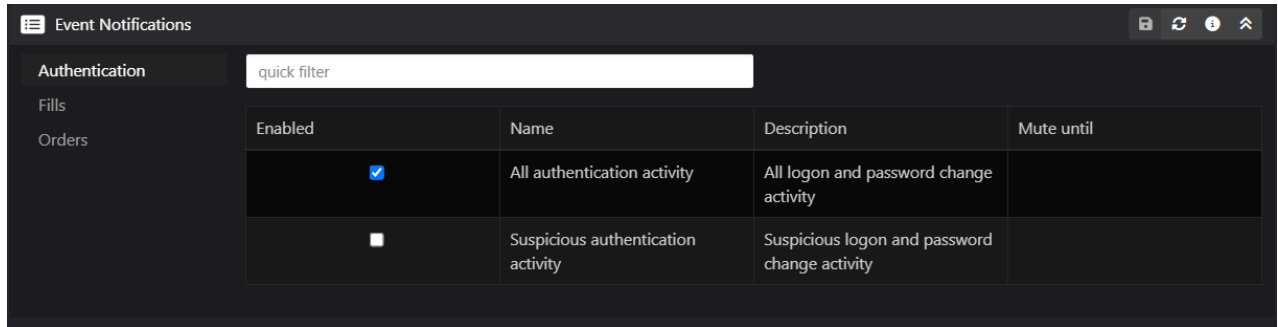 Event Notifications
Authentication
Fills
Orders
quick filter
Enabled Name Description Mute until
All authentication activity All logon and password change
activity
Suspicious authentication Suspicious logon and password
activity change activity